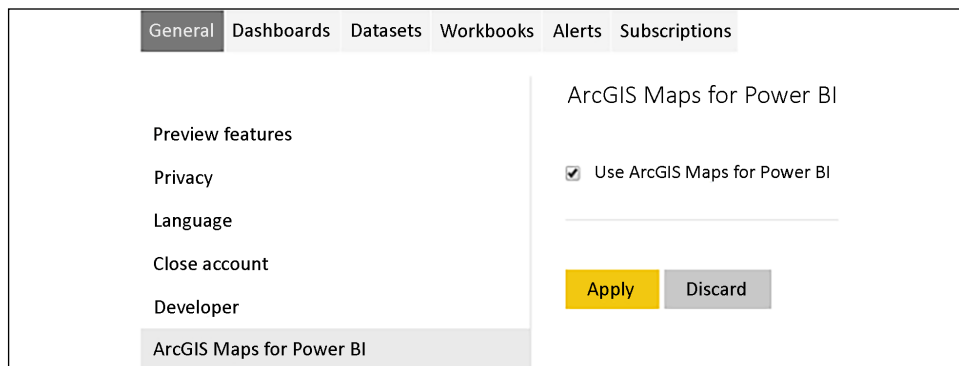 General Dashboards Datasets Workbooks Alerts Subscriptions
Preview features
Privacy
Language
Close account
Developer
ArcGIS Maps for Power BI
ArcGIS Maps for Power BI
Use ArcGIS Maps for Power BI
Apply Discard